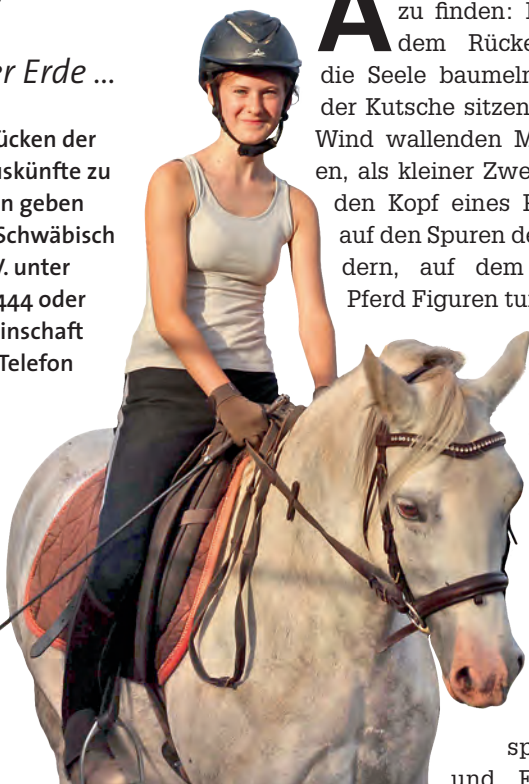 er Erde ...
ücken der
uskünfte zu
n geben
Schwäbisch
V. unter
444 oder
inschaft
Telefon
A
zu finden:
dem Rücke
die Seele baumeln
der Kutsche sitzen
Wind wallenden M
en, als kleiner Zwe
den Kopf eines
auf den Spuren de
dern, auf dem
Pferd Figuren tur
sp
und